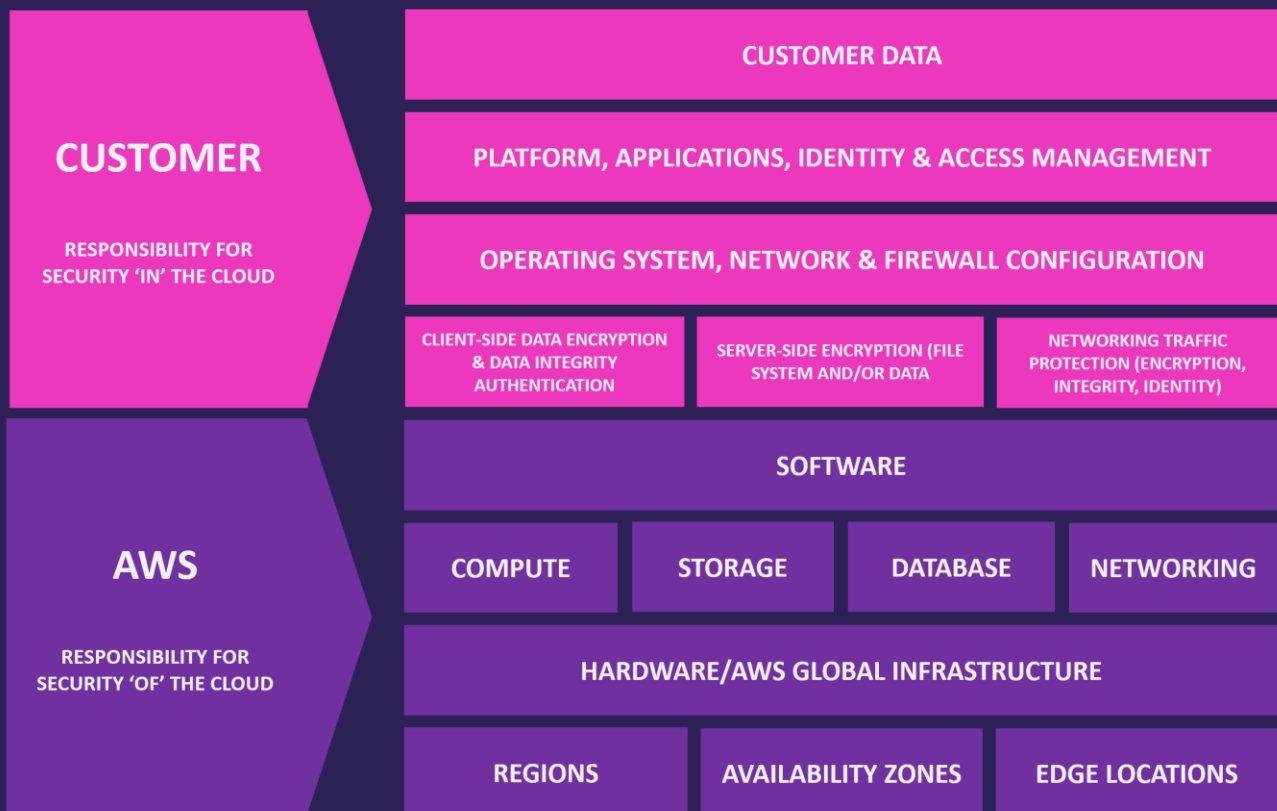 CUSTOMER
RESPONSIBILITY FOR
SECURITY ‘IN’ THE CLOUD
CUSTOMER DATA
PLATFORM, APPLICATIONS, IDENTITY & ACCESS MANAGEMENT
OPERATING SYSTEM, NETWORK & FIREWALL CONFIGURATION
CLIENT-SIDE DATA ENCRYPTION
& DATA INTEGRITY
AUTHENTICATION
SERVER-SIDE ENCRYPTION (FILE
SYSTEM AND/OR DATA
NETWORKING TRAFFIC
PROTECTION (ENCRYPTION,
INTEGRITY, IDENTITY)
AWS
RESPONSIBILITY FOR
SECURITY ‘OF’ THE CLOUD
SOFTWARE
COMPUTE
STORAGE
DATABASE
NETWORKING
HARDWARE/AWS GLOBAL INFRASTRUCTURE
REGIONS
AVAILABILITY ZONES
EDGE LOCATIONS